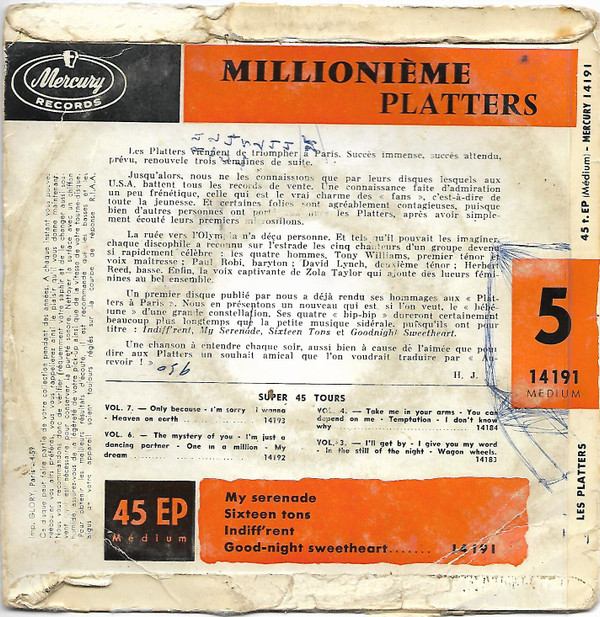 Mercury
RECORDS
MILLIONIÈME
PLATTERS
Les Platters viennent de triompher à Paris. Succès immense, succès attendu,
prévu, renouvelé trois semaines de suite.
Jusqu'alors, nous ne les connaissions que par leurs disques lesquels aux
U.S.A. battent tous les records de vente. Une connaissance faite d'admiration
un peu frénétique, celle qui est le vrai charme des « fans », c'est-à-dire de
toute la jeunesse. Et certaines folies sont agréablement contagieuses, puisque
bien d'autres personnes ont les Platters, après avoir simple-
ment écouté leurs premiers microsillons.
La ruée vers l'Olympia n'a déçu personne. Et tels qu'il pouvait les imaginer,
chaque discophile a reconnu sur l'estrade les cinq chanteurs d'un groupe devenu
si rapidement célèbre : les quatre hommes, Tony Williams, premier ténor et
voix maîtresse ; Paul Robi, baryton ; David Lynch, deuxième ténor ; Herbert
Reed, basse. Enfin, la voix captivante de Zola Taylor qui ajoute des lueurs fémi-
nines au bel ensemble.
Un premier disque publié par nous a déjà rendu ses hommages aux « Plat-
ters à Paris ». Nous en présentons un nouveau qui est, si l'on veut, le « bébé-
lune » d'une grande constellation. Ses quatre « bip-bip » dureront certainement
beaucoup plus longtemps que la petite musique sidérale, puisqu'ils ont pour
titre : Indiff'rent, My Serenade, Sixteen Tons et Goodnight Sweetheart.
Une chanson à entendre chaque soir, aussi bien à cause de l'aimée que pour
dire aux Platters un souhait amical que l'on voudrait traduire par « Au
revoir ! »
H. J.
SUPER 45 TOURS
VOL. 7. — Only because - I'm sorry I wanna
- Heaven on earth 14193
VOL. 6. — The mystery of you - I'm just a
dancing partner - One in a million - My
dream 14192
VOL. 4. — Take me in your arms - You can
depend on me - Temptation - I don't know
why 14184
VOL. 3. — I'll get by - I give you my word
- In the still of the night - Wagon wheels.
14183
45 EP
Médium
My serenade
Sixteen tons
Indiff'rent
Good-night sweetheart........ 14191
45 t. EP (Médium) - MERCURY 14191
5
14191
MEDIUM
LES PLATTERS
Imp. GLORY, Paris - 459